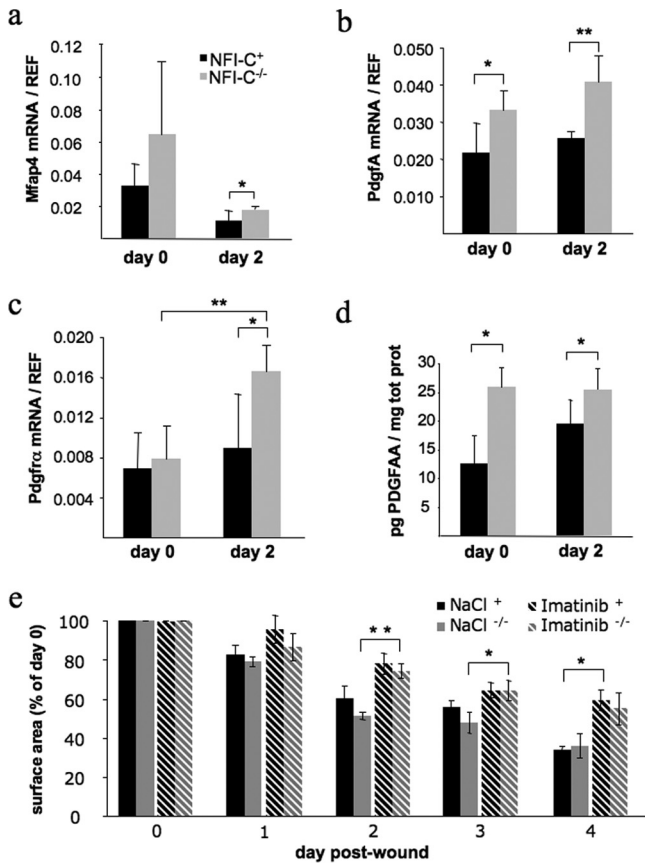 a
Mfap4 mRNA / REF
0.12
0.10
0.08
0.06
0.04
0.02
NFI-C+
NFI-C-/-
*
day 0 day 2
b
PdgfA mRNA / REF
0.050
0.040
0.030
0.020
0.010
*
**
day 0 day 2
c
Pdgfrα mRNA / REF
0.020
0.016
0.012
0.008
0.004
**
*
day 0 day 2
d
pg PDGFAA / mg tot prot
30
25
20
15
10
5
*
*
day 0 day 2
e
surface area (% of day 0)
100
80
60
40
20
0
NaCl + Imatinib +
NaCl -/- Imatinib -/-
* *
*
*
0 1 2 3 4
day post-wound